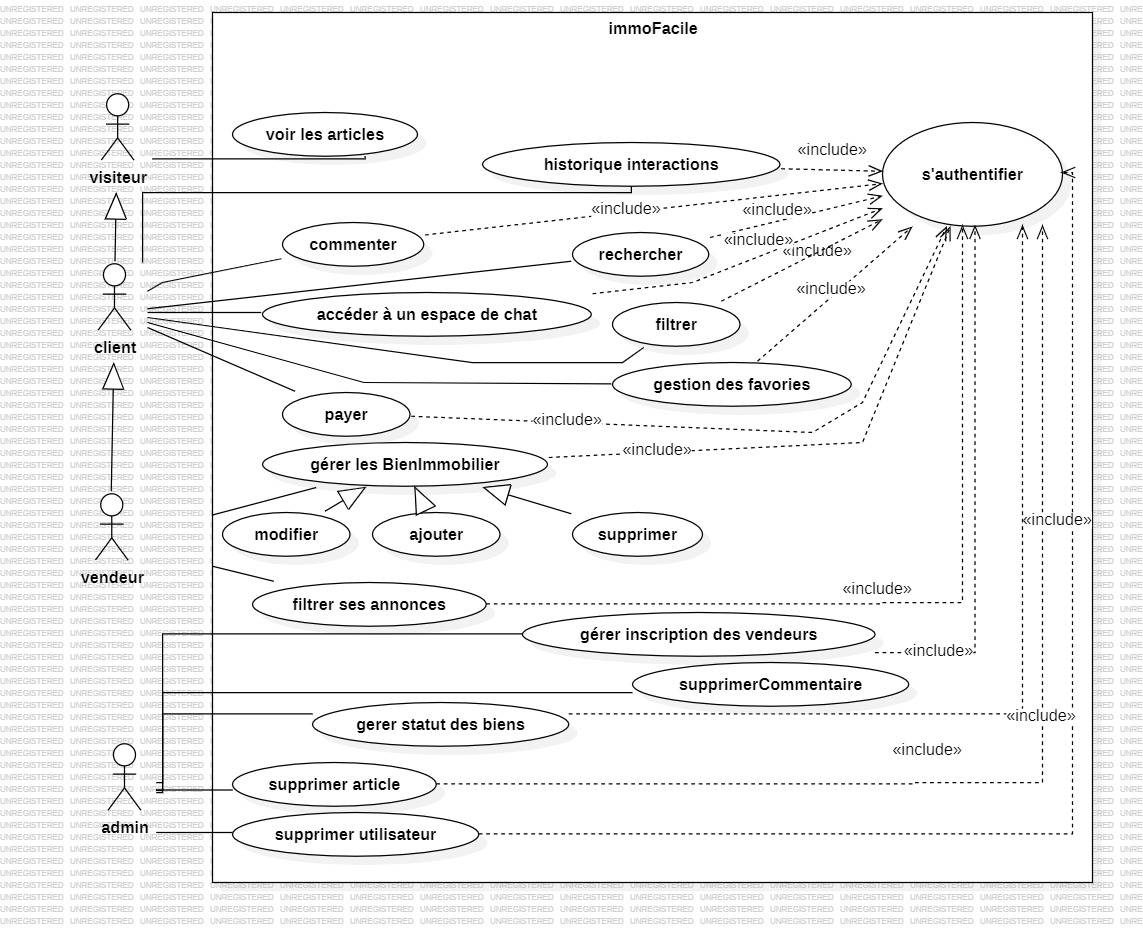 immoFacile
voir les articles
historique interactions
«include»
s'authentifier
visiteur
«include»
«include»
commenter
rechercher
«include»
«include»
«include»
accéder à un espace de chat
filtrer
client
gestion des favories
payer
«include»
gérer les BienImmobilier
«include»
modifier
ajouter
supprimer
«include»
vendeur
filtrer ses annonces
«include»
gérer inscription des vendeurs
«include»
supprimerCommentaire
gerer statut des biens
«include»
«include»
supprimer article
admin
supprimer utilisateur
UNREGISTERED